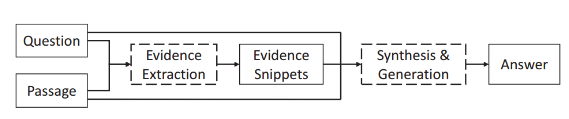 Question
Passage
Evidence
Extraction
Evidence
Snippets
Synthesis &
Generation
Answer